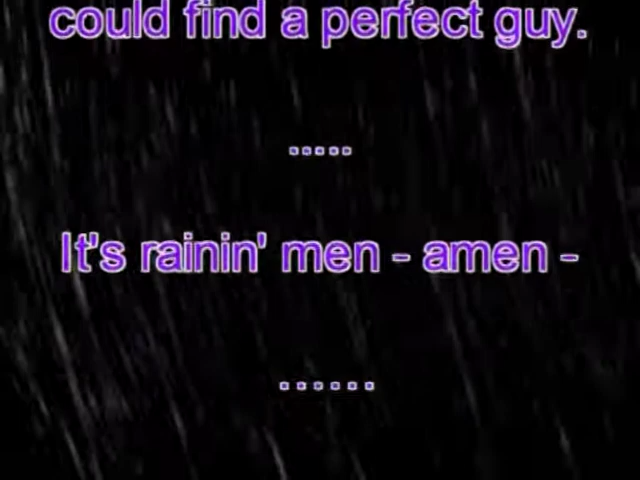 could find a perfect guy.
.....
It's rainin' men - amen -
......